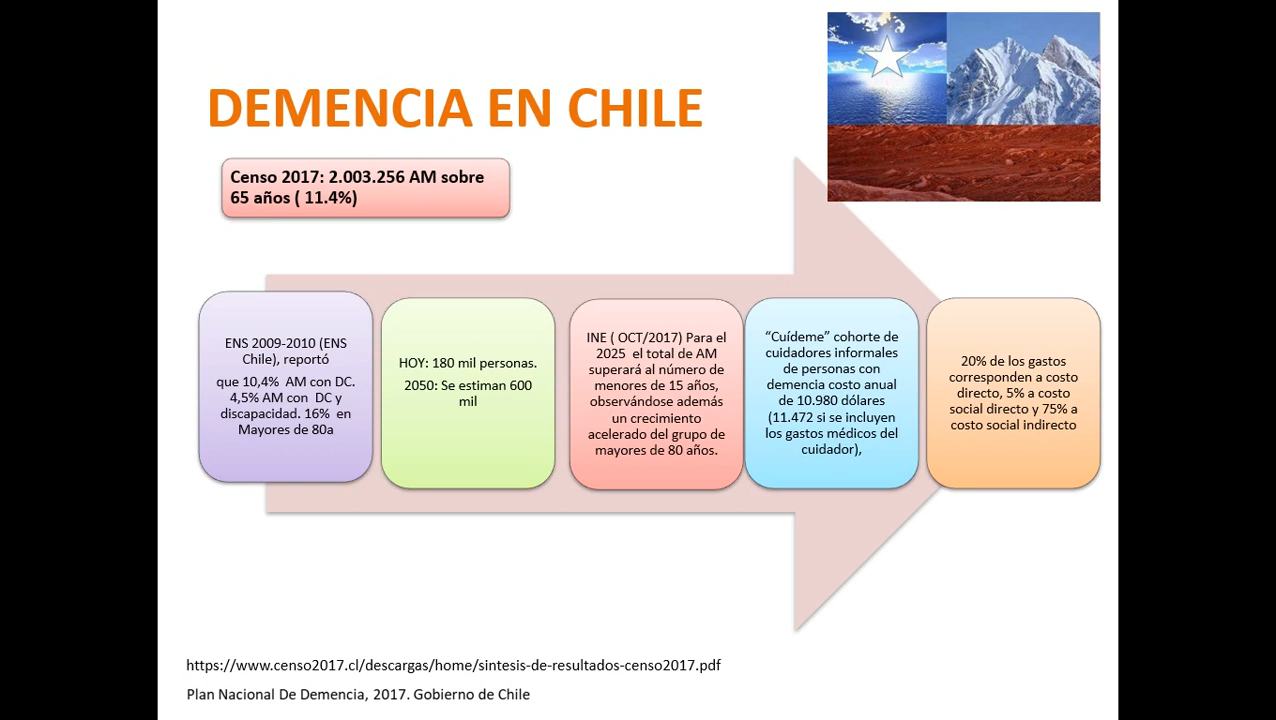 DEMENCIA EN CHILE
Censo 2017: 2.003.256 AM sobre
65 años ( 11.4%)
ENS 2009-2010 (ENS
Chile), reportó
que 10,4%  AM con DC.
4,5% AM con  DC y
discapacidad. 16%  en
Mayores de 80a
HOY: 180 mil personas.
2050: Se estiman 600
mil
INE ( OCT/2017) Para el
2025  el total de AM
superará al número de
menores de 15 años,
observándose además
un crecimiento
acelerado del grupo de
mayores de 80 años.
“Cuídeme” cohorte de
cuidadores informales
de personas con
demencia costo anual
de 10.980 dólares
(11.472 si se incluyen
los gastos médicos del
cuidador),
20% de los gastos
corresponden a costo
directo, 5% a costo
social directo y 75% a
costo social indirecto
https://www.censo2017.cl/descargas/home/sintesis-de-resultados-censo2017.pdf
Plan Nacional De Demencia, 2017. Gobierno de Chile